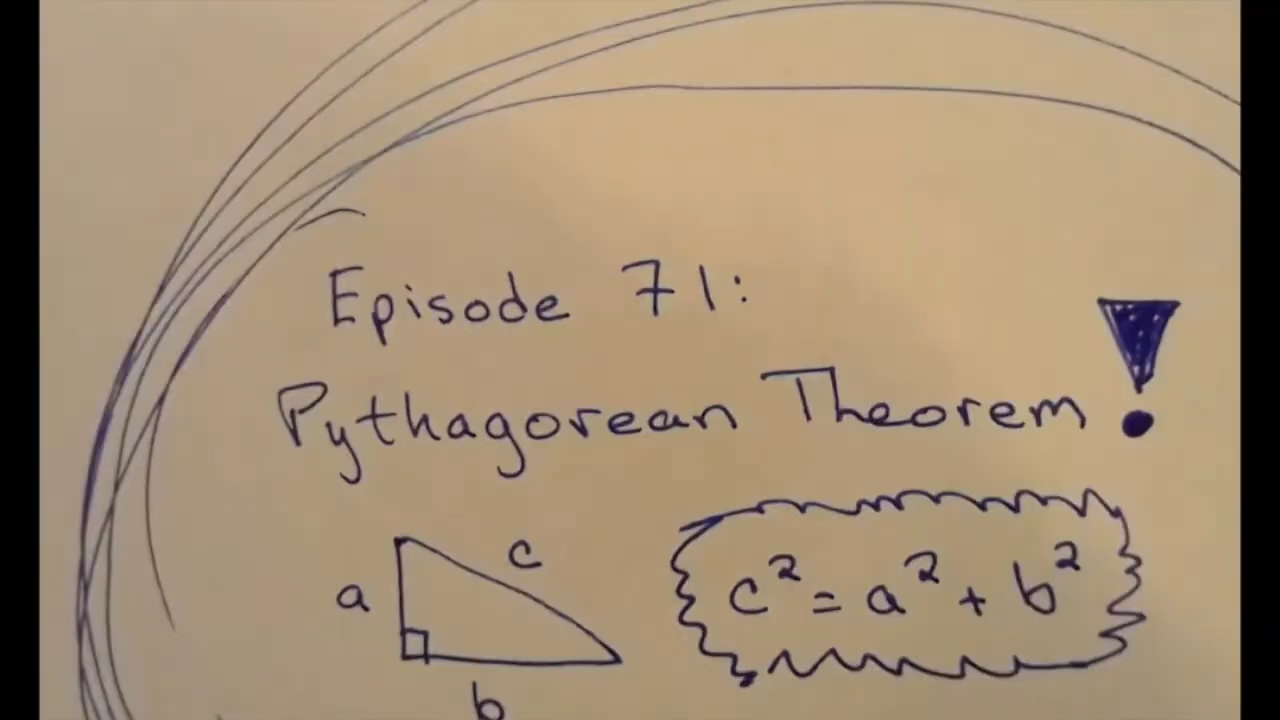 Episode 71:
Pythagorean Theorem!
a
c
b
c² = a² + b²